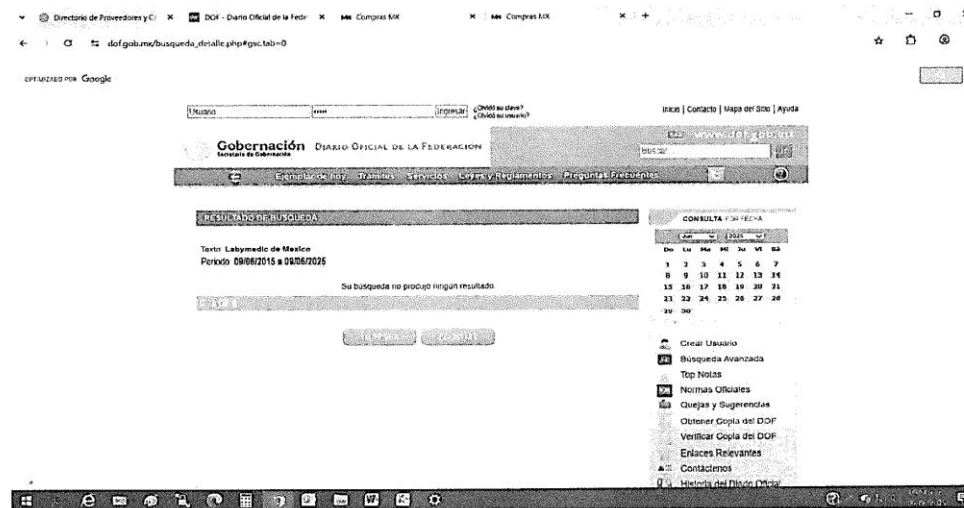 Directorio de Proveedores y C
DOF - Diario Oficial de la Fede
Compras MX
Compras MX
dof.gob.mx/busqueda_detalle.php#gsc.tab=0
OPTIMIZADO POR Google
Usuario
Ingresar
¿Olvidó su clave?
¿Olvidó su usuario?
Inicio | Contacto | Mapa del Sitio | Ayuda
www.dof.gob.mx
Gobernación
Secretaría de Gobernación
DIARIO OFICIAL DE LA FEDERACIÓN
Buscar
Ejemplar de hoy Trámites Servicios Leyes y Reglamentos Preguntas Frecuentes
RESULTADO DE BUSQUEDA
CONSULTA POR FECHA
Jun 2025
Texto Labymedic de Mexico
Periodo 09/06/2015 a 09/06/2025
Su búsqueda no produjo ningún resultado
Do Lu Ma Mi Ju Vi Sá
1 2 3 4 5 6 7
8 9 10 11 12 13 14
15 16 17 18 19 20 21
22 23 24 25 26 27 28
29 30
Crear Usuario
Búsqueda Avanzada
Top Notas
Normas Oficiales
Quejas y Sugerencias
Obtener Copia del DOF
Verificar Copia del DOF
Enlaces Relevantes
Contáctenos
Historia del Diario Oficial